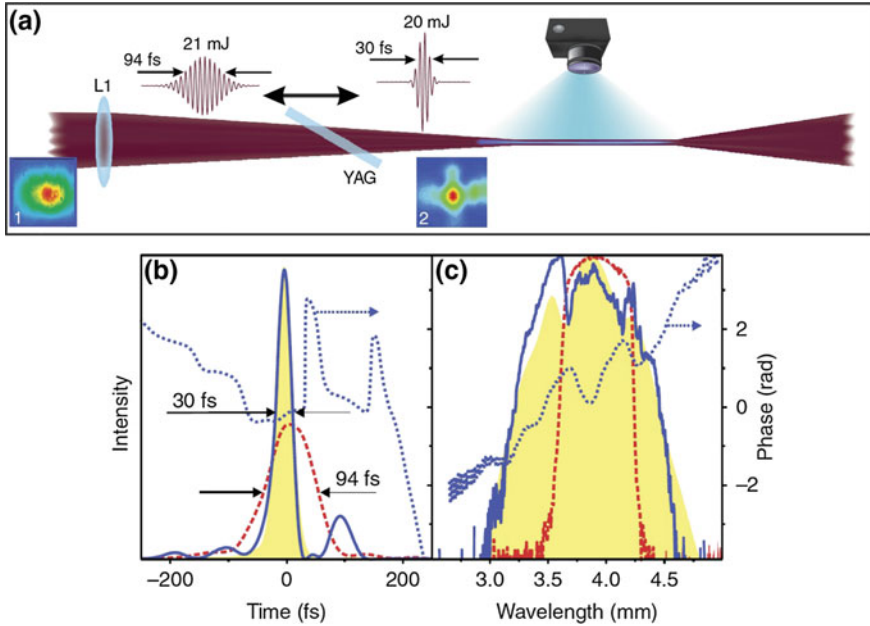 (a)
21 mJ
20 mJ
94 fs
30 fs
L1
YAG
1
2
(b)
(c)
30 fs
94 fs
Intensity
2
0
−2
Phase (rad)
−200
0
200
3.0
3.5
4.0
4.5
Time (fs)
Wavelength (mm)